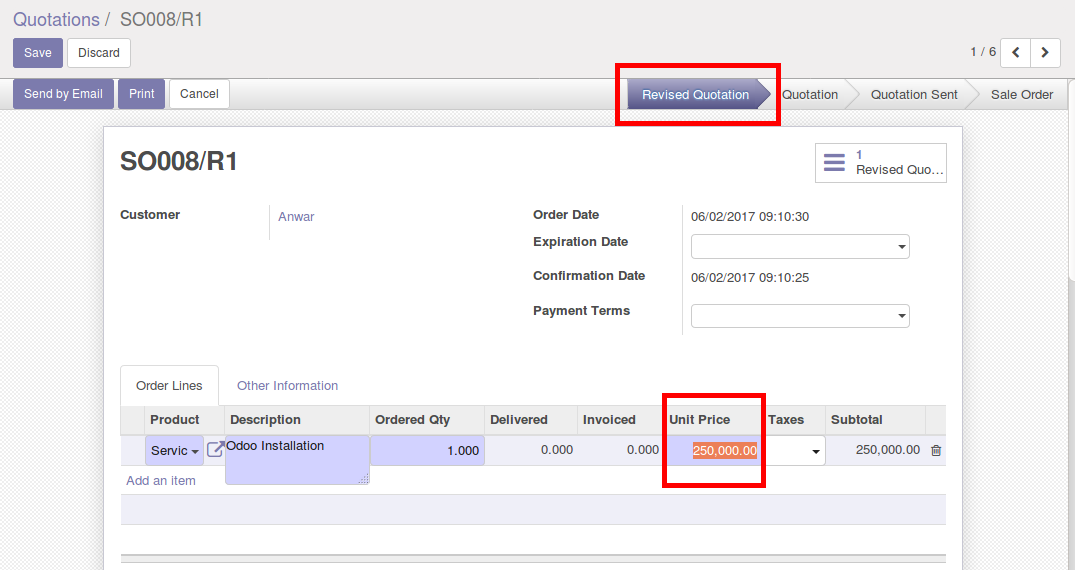 Quotations / SO008/R1
Save Discard 1 / 6
Send by Email Print Cancel Revised Quotation Quotation Quotation Sent Sale Order
SO008/R1
1
Revised Quo...
Customer Anwar
Order Date 06/02/2017 09:10:30
Expiration Date
Confirmation Date 06/02/2017 09:10:25
Payment Terms
Order Lines Other Information
Product Description Ordered Qty Delivered Invoiced Unit Price Taxes Subtotal
Servic Odoo Installation 1.000 0.000 0.000 250,000.00 250,000.00
Add an item